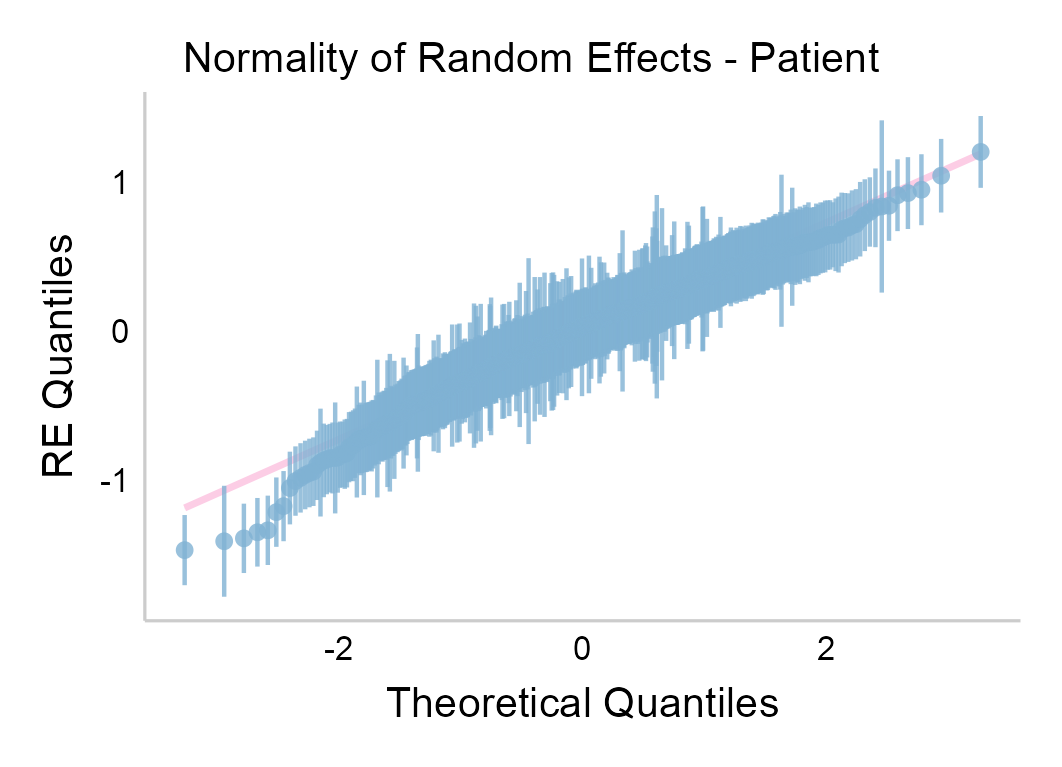 Normality of Random Effects - Patient
RE Quantiles
1
0
-1
-2 0 2
Theoretical Quantiles